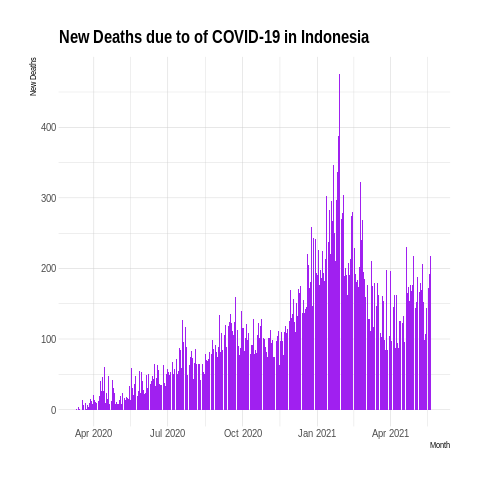 New Deaths due to of COVID-19 in Indonesia
New Deaths
400
300
200
100
0
Apr 2020 Jul 2020 Oct 2020 Jan 2021 Apr 2021
Month